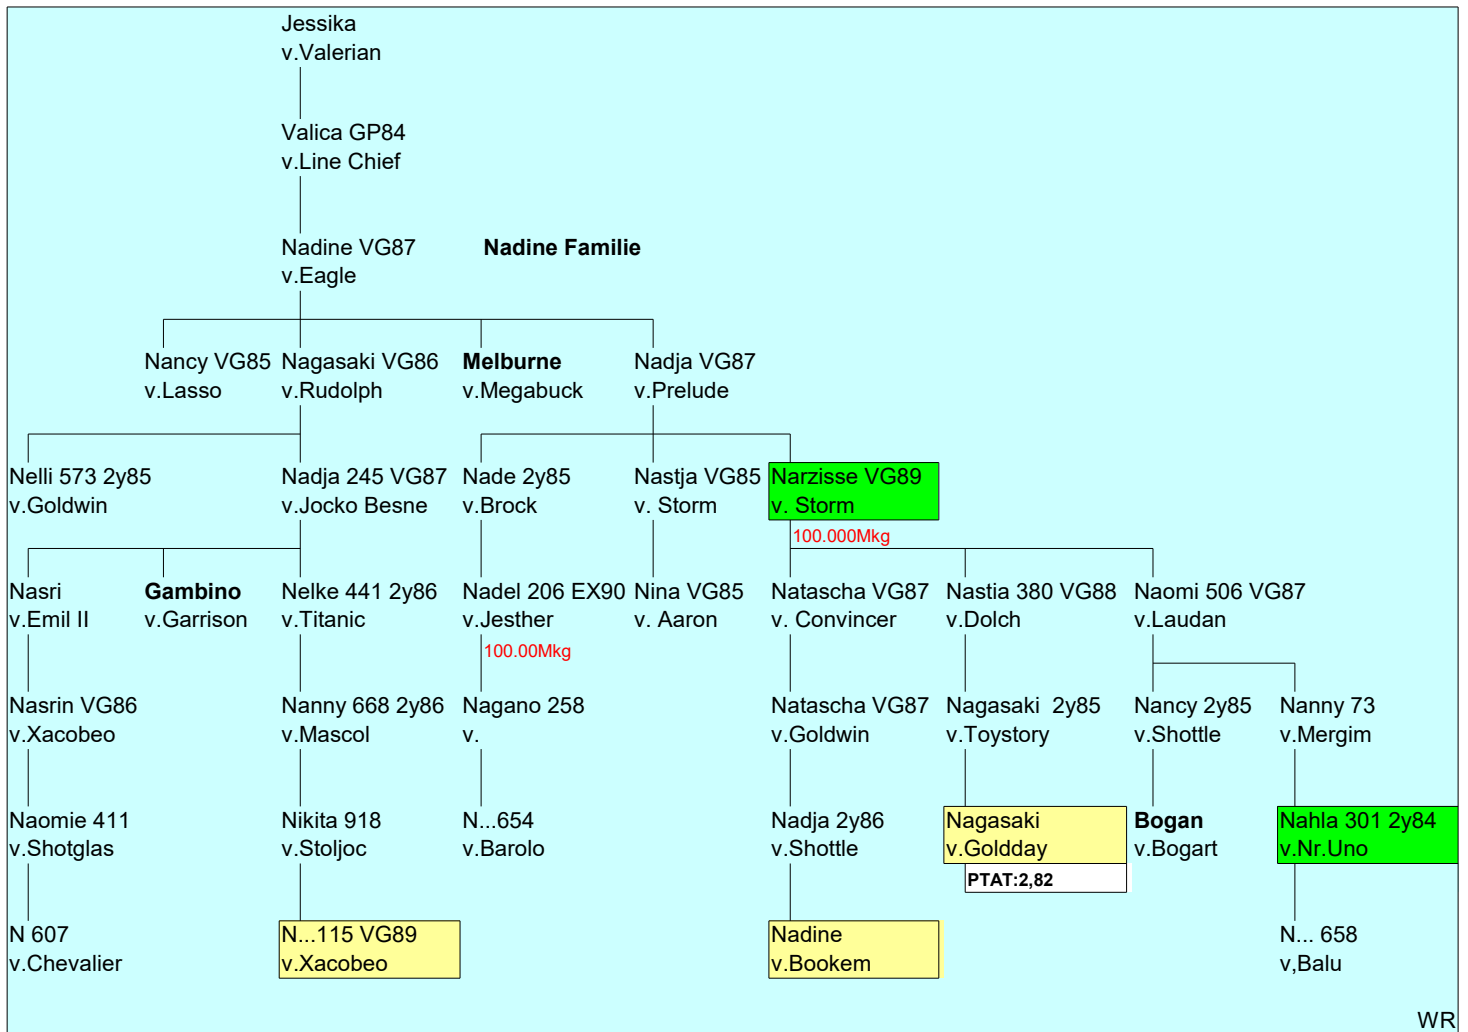 Jessika
v.Valerian
Valica GP84
v.Line Chief
Nadine VG87
v.Eagle
Nadine Familie
Nancy VG85
v.Lasso
Nagasaki VG86
v.Rudolph
Melburne
v.Megabuck
Nadja VG87
v.Prelude
Nelli 573 2y85
v.Goldwin
Nadja 245 VG87
v.Jocko Besne
Nade 2y85
v.Brock
Nastja VG85
v. Storm
Narzisse VG89
v. Storm
100.000Mkg
Nasri
v.Emil II
Gambino
v.Garrison
Nelke 441 2y86
v.Titanic
Nadel 206 EX90
v.Jesther
100.00Mkg
Nina VG85
v. Aaron
Natascha VG87
v. Convincer
Nastia 380 VG88
v.Dolch
Naomi 506 VG87
v.Laudan
Nasrin VG86
v.Xacobeo
Nanny 668 2y86
v.Mascol
Nagano 258
v.
Natascha VG87
v.Goldwin
Nagasaki  2y85
v.Toystory
Nancy 2y85
v.Shottle
Nanny 73
v.Mergim
Naomie 411
v.Shotglas
Nikita 918
v.Stoljoc
N...654
v.Barolo
Nadja 2y86
v.Shottle
Nagasaki
v.Goldday
PTAT:2,82
Bogan
v.Bogart
Nahla 301 2y84
v.Nr.Uno
N 607
v.Chevalier
N...115 VG89
v.Xacobeo
Nadine
v.Bookem
N... 658
v,Balu
WR